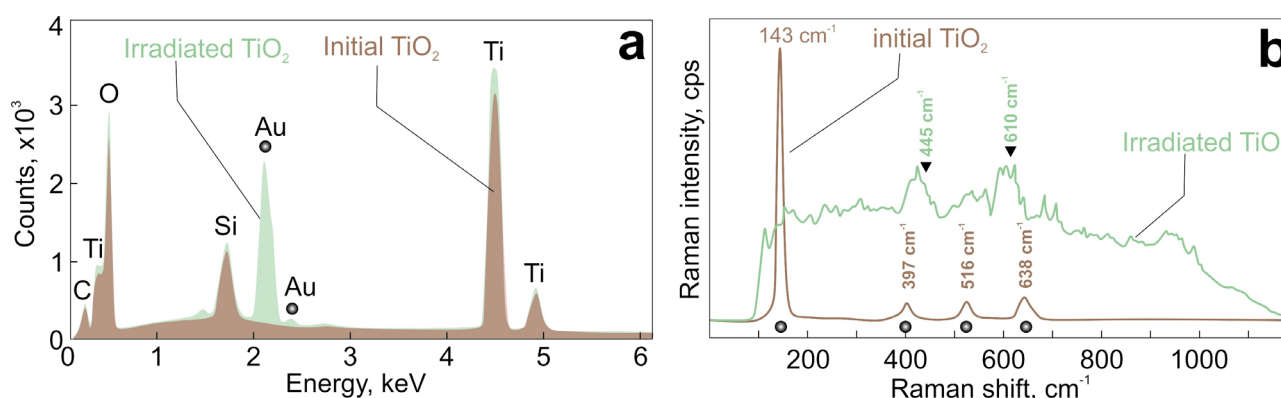 a
Irradiated TiO₂
Initial TiO₂
Counts, x10³
4
3
2
1
0
C
Ti
O
Si
Au
Au
Ti
Ti
0 1 2 3 4 5 6
Energy, keV
b
143 cm⁻¹
initial TiO₂
445 cm⁻¹
610 cm⁻¹
Irradiated TiO
Raman intensity, cps
397 cm⁻¹
516 cm⁻¹
638 cm⁻¹
200 400 600 800 1000
Raman shift, cm⁻¹